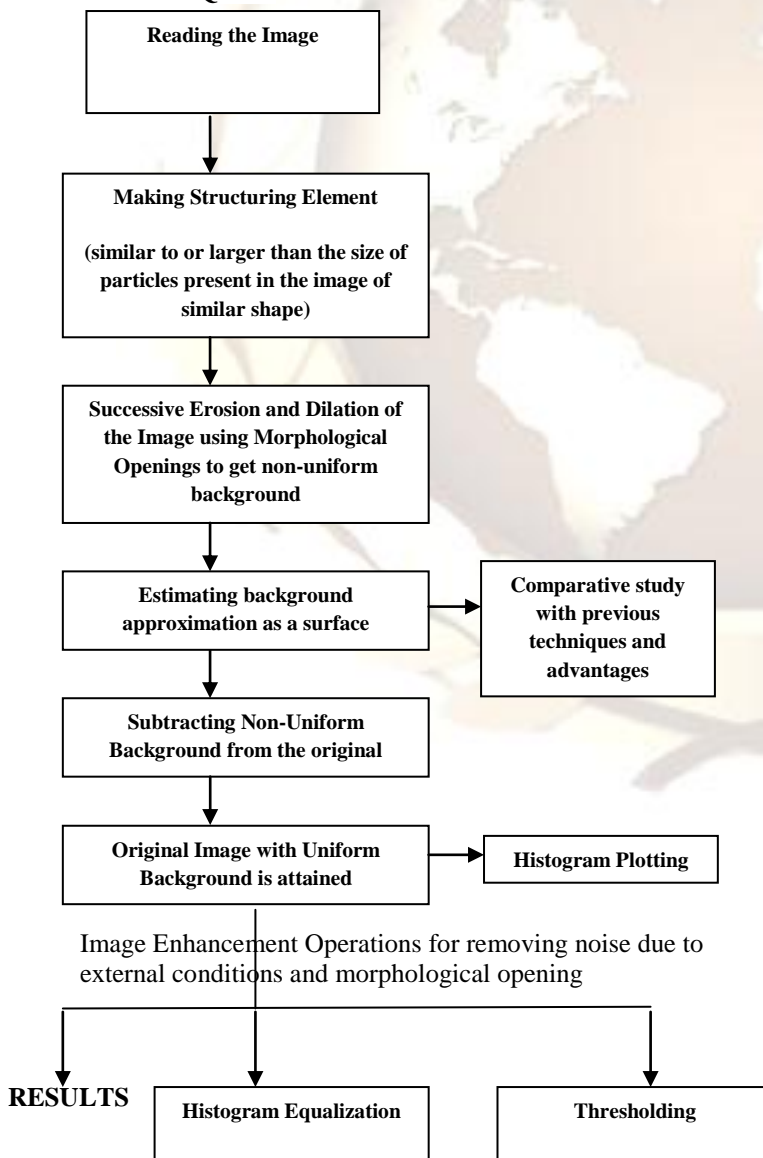 Reading the Image
Making Structuring Element
(similar to or larger than the size of
particles present in the image of
similar shape)
Successive Erosion and Dilation of
the Image using Morphological
Openings to get non-uniform
background
Estimating background
approximation as a surface
Comparative study
with previous
techniques and
advantages
Subtracting Non-Uniform
Background from the original
Original Image with Uniform
Background is attained
Histogram Plotting
Image Enhancement Operations for removing noise due to
external conditions and morphological opening
RESULTS
Histogram Equalization
Thresholding